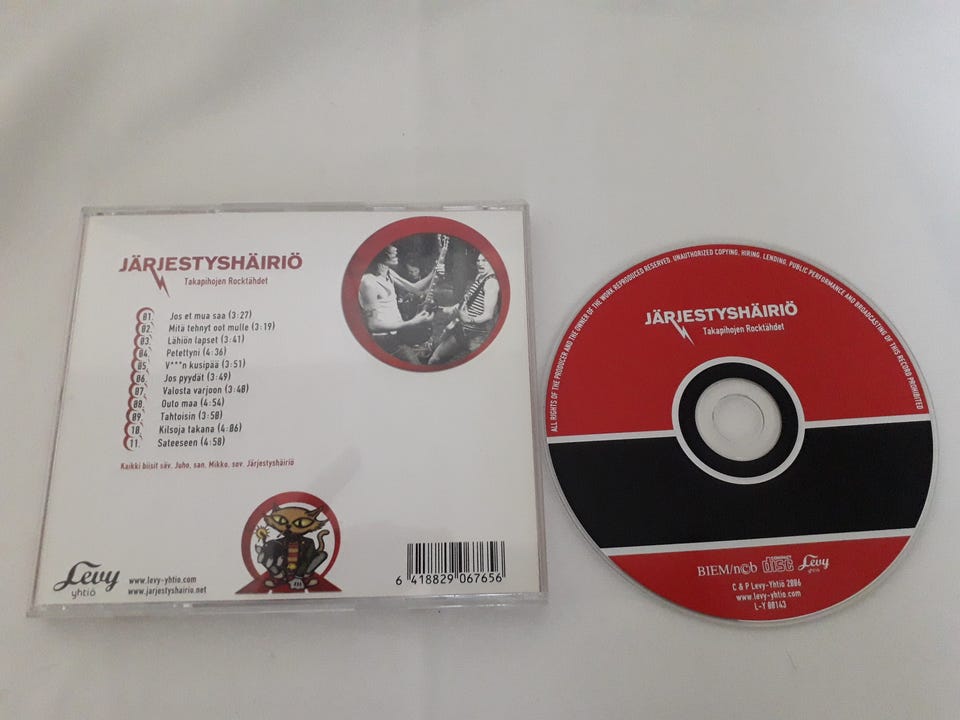 JÄRJESTYSHÄIRIÖ
Takapihojen Rocktähdet
01. Jos et mua saa (3:27)
02. Mitä tehnyt oot mulle (3:19)
03. Lähiön lapset (3:41)
04. Petettyni (4:36)
05. V***n kusipää (3:51)
06. Jos pyydät (3:49)
07. Valosta varjoon (3:40)
08. Outo maa (4:54)
09. Tahtoisin (3:50)
10. Kilsoja takana (4:06)
11. Sateeseen (4:58)
Kaikki biisit säv. Juho, san. Mikko, sov. Järjestyshäiriö
Levy
yhtiö
www.levy-yhtio.com
www.jarjestyshairio.net
6 418829 067656
ALL RIGHTS OF THE PRODUCER AND THE OWNER OF THE WORK REPRODUCED RESERVED. UNAUTHORIZED COPYING, HIRING, LENDING, PUBLIC PERFORMANCE AND BROADCASTING OF THIS RECORD PROHIBITED
JÄRJESTYSHÄIRIÖ
Takapihojen Rocktähdet
BIEM/n©b COMPACT disc Levy yhtiö
C & P Levy-Yhtiö 2006
www.levy-yhtio.com
L-Y 00143